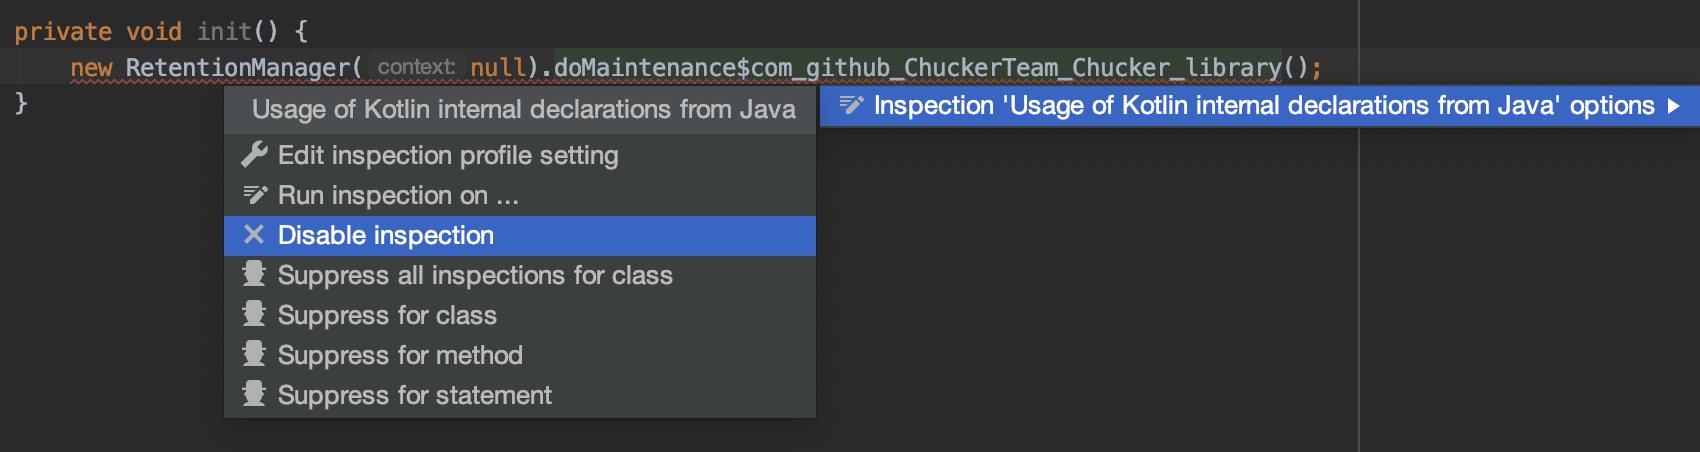 private void init() {
new RetentionManager( context: null).doMaintenance$com_github_ChuckerTeam_Chucker_library();
}
Usage of Kotlin internal declarations from Java
Inspection 'Usage of Kotlin internal declarations from Java' options
Edit inspection profile setting
Run inspection on ...
Disable inspection
Suppress all inspections for class
Suppress for class
Suppress for method
Suppress for statement